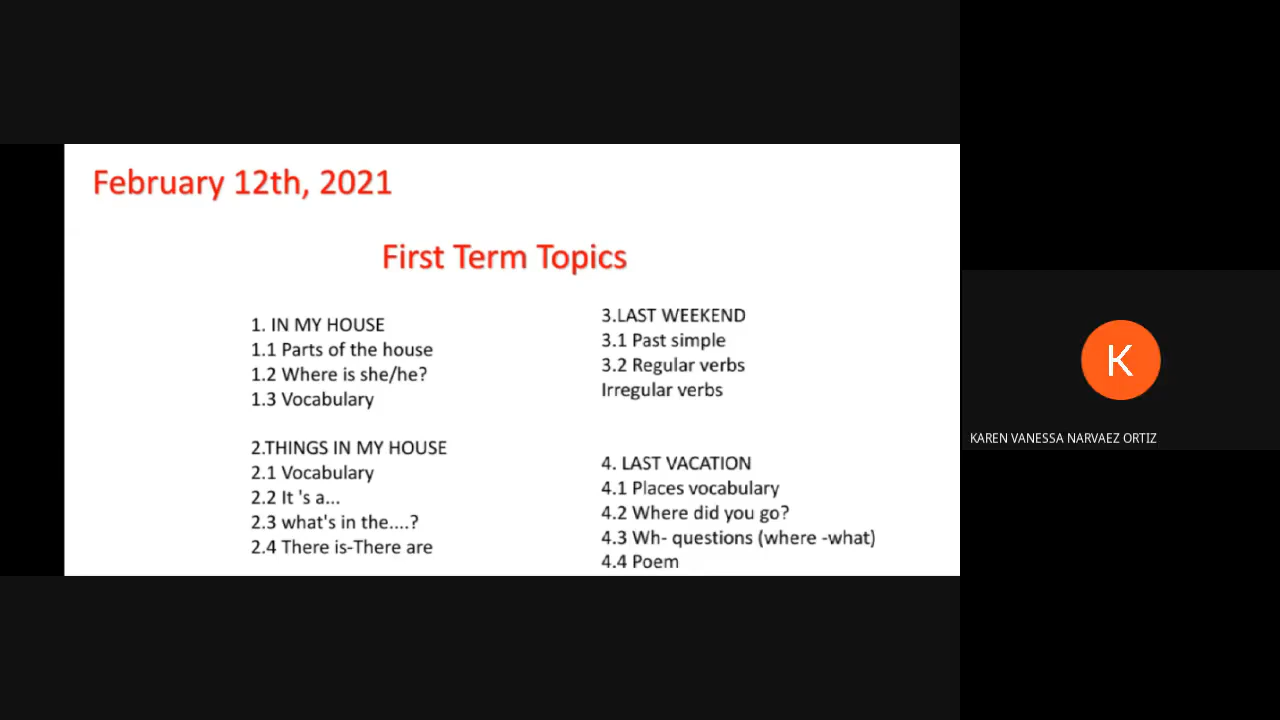 February 12th, 2021
First Term Topics
1. IN MY HOUSE
1.1 Parts of the house
1.2 Where is she/he?
1.3 Vocabulary
2.THINGS IN MY HOUSE
2.1 Vocabulary
2.2 It 's a...
2.3 what's in the....?
2.4 There is-There are
3.LAST WEEKEND
3.1 Past simple
3.2 Regular verbs
Irregular verbs
4. LAST VACATION
4.1 Places vocabulary
4.2 Where did you go?
4.3 Wh- questions (where -what)
4.4 Poem
K
KAREN VANESSA NARVAEZ ORTIZ